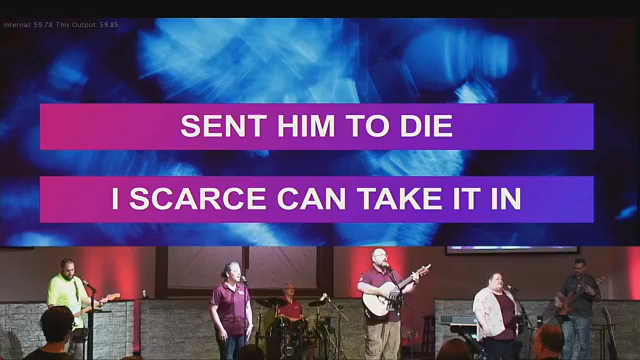 Internal: 59.78 This Output: 59.85
SENT HIM TO DIE
I SCARCE CAN TAKE IT IN